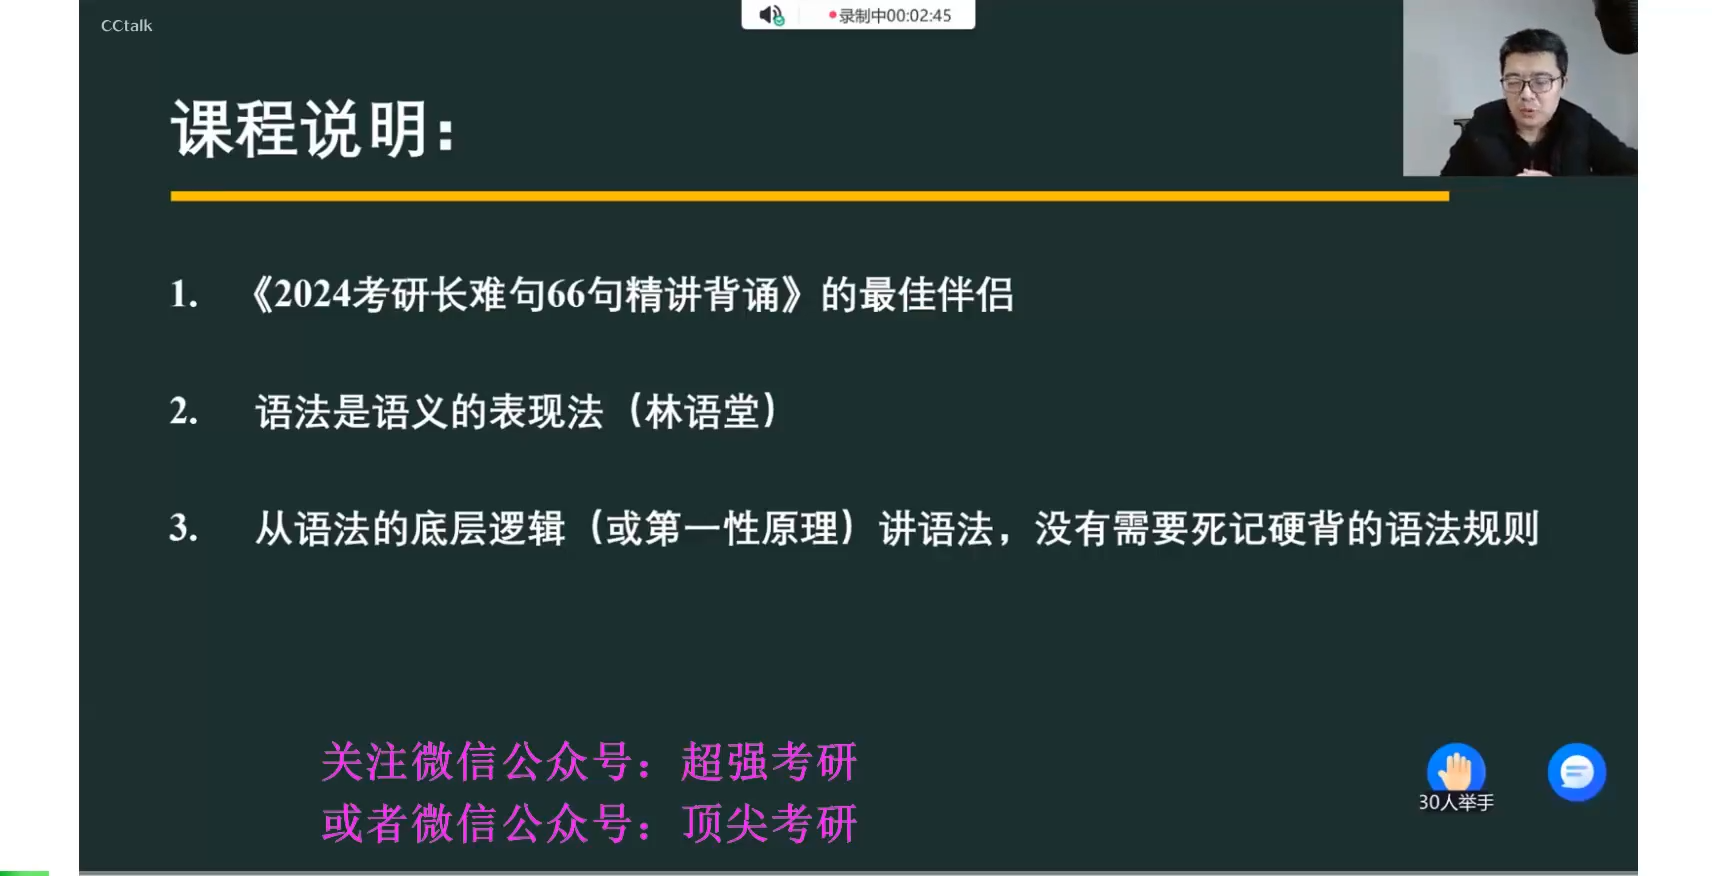 CCtalk
录制中00:02:45
课程说明：
1. 《2024考研长难句66句精讲背诵》的最佳伴侣
2. 语法是语义的表现法（林语堂）
3. 从语法的底层逻辑（或第一性原理）讲语法，没有需要死记硬背的语法规则
关注微信公众号：超强考研
或者微信公众号：顶尖考研
30人举手